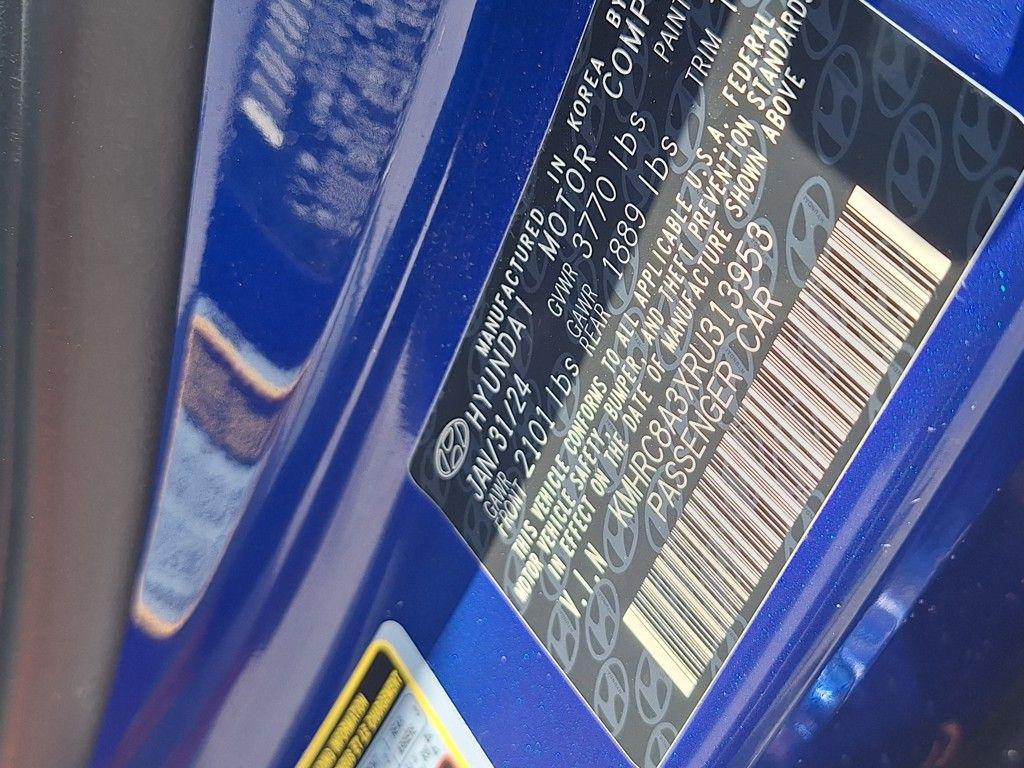 MANUFACTURED IN KOREA BY
HYUNDAI MOTOR COMP
JAN/31/24 GVWR 3770 lbs PAINT
GAWR FRONT 2101 lbs GAWR REAR 1889 lbs TRIM
THIS VEHICLE CONFORMS TO ALL APPLICABLE U.S.A FEDERAL
MOTOR VEHICLE SAFETY, BUMPER AND THEFT PREVENTION STANDARDS
IN EFFECT ON THE DATE OF MANUFACTURE SHOWN ABOVE
V.I.N KMHRC8A3XRU313953
PASSENGER CAR